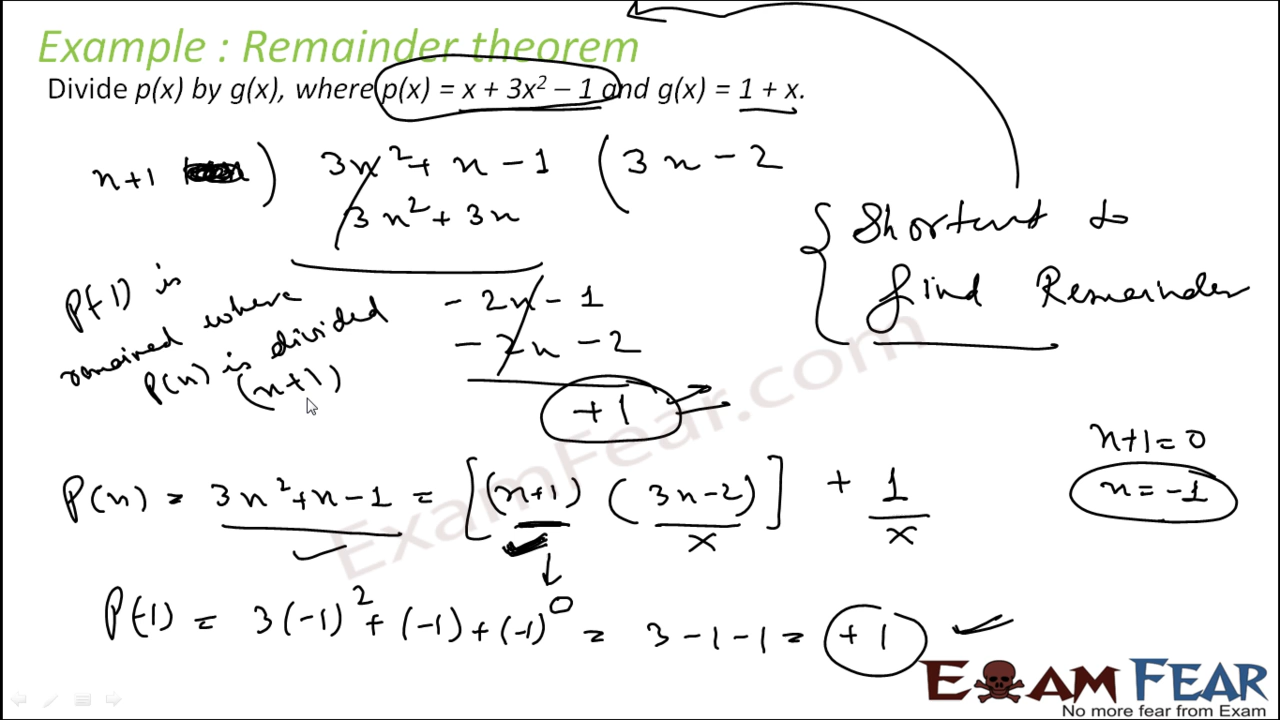 Example : Remainder theorem
Divide p(x) by g(x), where p(x) = x + 3x² – 1 and g(x) = 1 + x.
x+1 ) 3x² + x - 1 ( 3x - 2
3x² + 3x
- 2x - 1
- 2x - 2
+1
Shortcut to
find Remainder
P(-1) is
remained where
P(x) is divided
(x+1)
x+1 = 0
x = -1
P(x) = 3x²+x-1 = [(x+1) (3x-2)] + 1
x x
P(-1) = 3(-1)² + (-1) + (-1)⁰ = 3 - 1 - 1 = +1
ExamFear.com
EXAM FEAR
No more fear from Exam